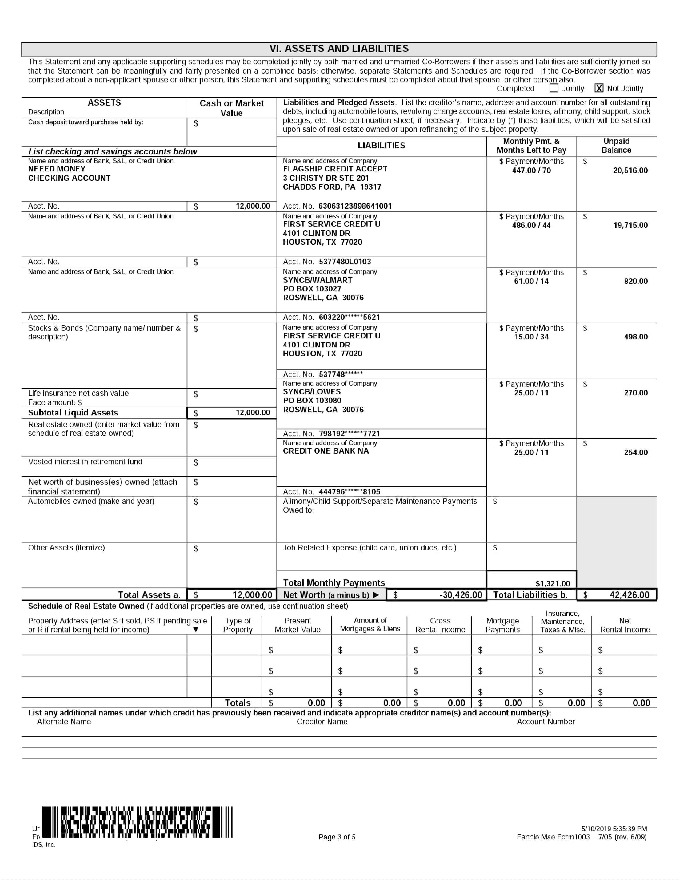 VI. ASSETS AND LIABILITIES
This Statement and any applicable supporting schedules may be completed jointly by both married and unmarried Co-Borrowers if their assets and liabilities are sufficiently joined so
that the Statement can be meaningfully and fairly presented on a combined basis; otherwise, separate Statements and Schedules are required. If the Co-Borrower section was
completed about a non-applicant spouse or other person, this Statement and supporting schedules must be completed about that spouse or other person also.
Completed Jointly X Not Jointly
ASSETS
Description
Cash or Market Value
Cash deposit toward purchase held by: $
List checking and savings accounts below
Name and address of Bank, S&L, or Credit Union
NEFFD MONEY
CHECKING ACCOUNT
Acct. No. $ 12,000.00
Name and address of Bank, S&L, or Credit Union
Acct. No. $
Name and address of Bank, S&L, or Credit Union
Acct. No. $
Stocks & Bonds (Company name/number & description) $
Life insurance net cash value $
Face amount: $
Subtotal Liquid Assets $ 12,000.00
Real estate owned (enter market value from schedule of real estate owned) $
Vested interest in retirement fund $
Net worth of business(es) owned (attach financial statement) $
Automobiles owned (make and year) $
Other Assets (itemize) $
Total Assets a. $ 12,000.00
Liabilities and Pledged Assets. List the creditor's name, address and account number for all outstanding
debts, including automobile loans, revolving charge accounts, real estate loans, alimony, child support, stock
pledges, etc. Use continuation sheet, if necessary. Indicate by (*) those liabilities, which will be satisfied
upon sale of real estate owned or upon refinancing of the subject property.
LIABILITIES
Monthly Pmt. & Months Left to Pay
Unpaid Balance
Name and address of Company $ Payment/Months $
FLAGSHIP CREDIT ACCEPT 447.00 / 70 20,516.00
3 CHRISTY DR STE 201
CHADDS FORD, PA 19317
Acct. No. 63063123898641001
Name and address of Company $ Payment/Months $
FIRST SERVICE CREDIT U 486.00 / 44 19,715.00
4101 CLINTON DR
HOUSTON, TX 77020
Acct. No. 5377480L0103
Name and address of Company $ Payment/Months $
SYNCB/WALMART 61.00 / 14 820.00
PO BOX 103027
ROSWELL, GA 30076
Acct. No. 603220******5621
Name and address of Company $ Payment/Months $
FIRST SERVICE CREDIT U 15.00 / 34 498.00
4101 CLINTON DR
HOUSTON, TX 77020
Acct. No. 537748******
Name and address of Company $ Payment/Months $
SYNCB/LOWES 25.00 / 11 270.00
PO BOX 103080
ROSWELL, GA 30076
Acct. No. 798192******7721
Name and address of Company $ Payment/Months $
CREDIT ONE BANK NA 25.00 / 11 254.00
Acct. No. 444796******8105
Alimony/Child Support/Separate Maintenance Payments Owed to: $
Job-Related Expense (child care, union dues, etc.) $
Total Monthly Payments $1,321.00
Net Worth (a minus b) ► $ -30,426.00 Total Liabilities b. $ 42,426.00
Schedule of Real Estate Owned (if additional properties are owned, use continuation sheet)
Property Address (enter S if sold, PS if pending sale or R if rental being held for income) ▼
Type of Property
Present Market Value
Amount of Mortgages & Liens
Gross Rental Income
Mortgage Payments
Insurance, Maintenance, Taxes & Misc.
Net Rental Income
$ $ $ $ $ $
$ $ $ $ $ $
$ $ $ $ $ $
Totals $ 0.00 $ 0.00 $ 0.00 $ 0.00 $ 0.00 $ 0.00
List any additional names under which credit has previously been received and indicate appropriate creditor name(s) and account number(s):
Alternate Name Creditor Name Account Number
IDS, Inc.
Page 3 of 5
5/10/2019 5:35:39 PM
Fannie Mae Form 1003 7/05 (rev. 6/09)